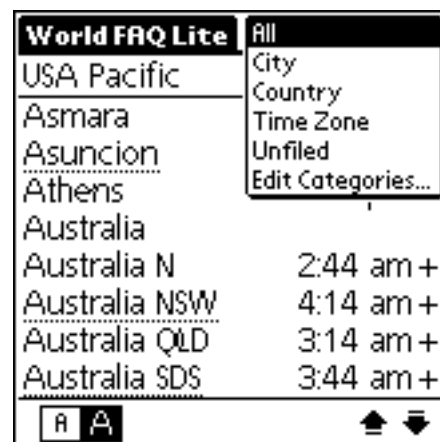 World FAQ Lite
USA Pacific
Asmara
Asuncion
Athens
Australia
Australia N 2:44 am +
Australia NSW 4:14 am +
Australia QLD 3:14 am +
Australia SDS 3:44 am +
A A
All
City
Country
Time Zone
Unfiled
Edit Categories...